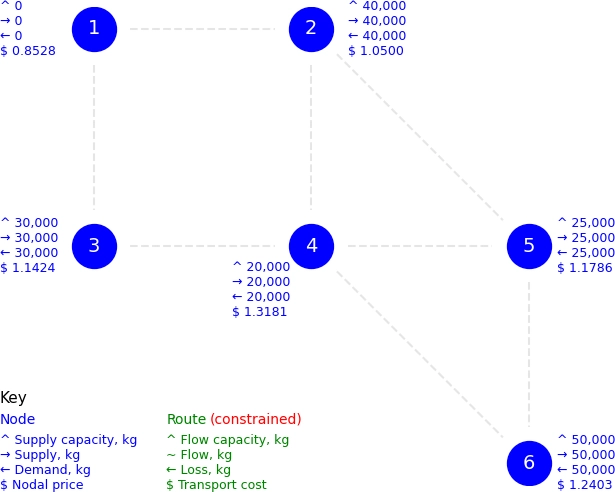 ^ 0
→ 0
← 0
$ 0.8528
1
2
^ 40,000
→ 40,000
← 40,000
$ 1.0500
^ 30,000
→ 30,000
← 30,000
$ 1.1424
3
4
^ 20,000
→ 20,000
← 20,000
$ 1.3181
5
^ 25,000
→ 25,000
← 25,000
$ 1.1786
Key
Node
^ Supply capacity, kg
→ Supply, kg
← Demand, kg
$ Nodal price
Route (constrained)
^ Flow capacity, kg
~ Flow, kg
← Loss, kg
$ Transport cost
6
^ 50,000
→ 50,000
← 50,000
$ 1.2403